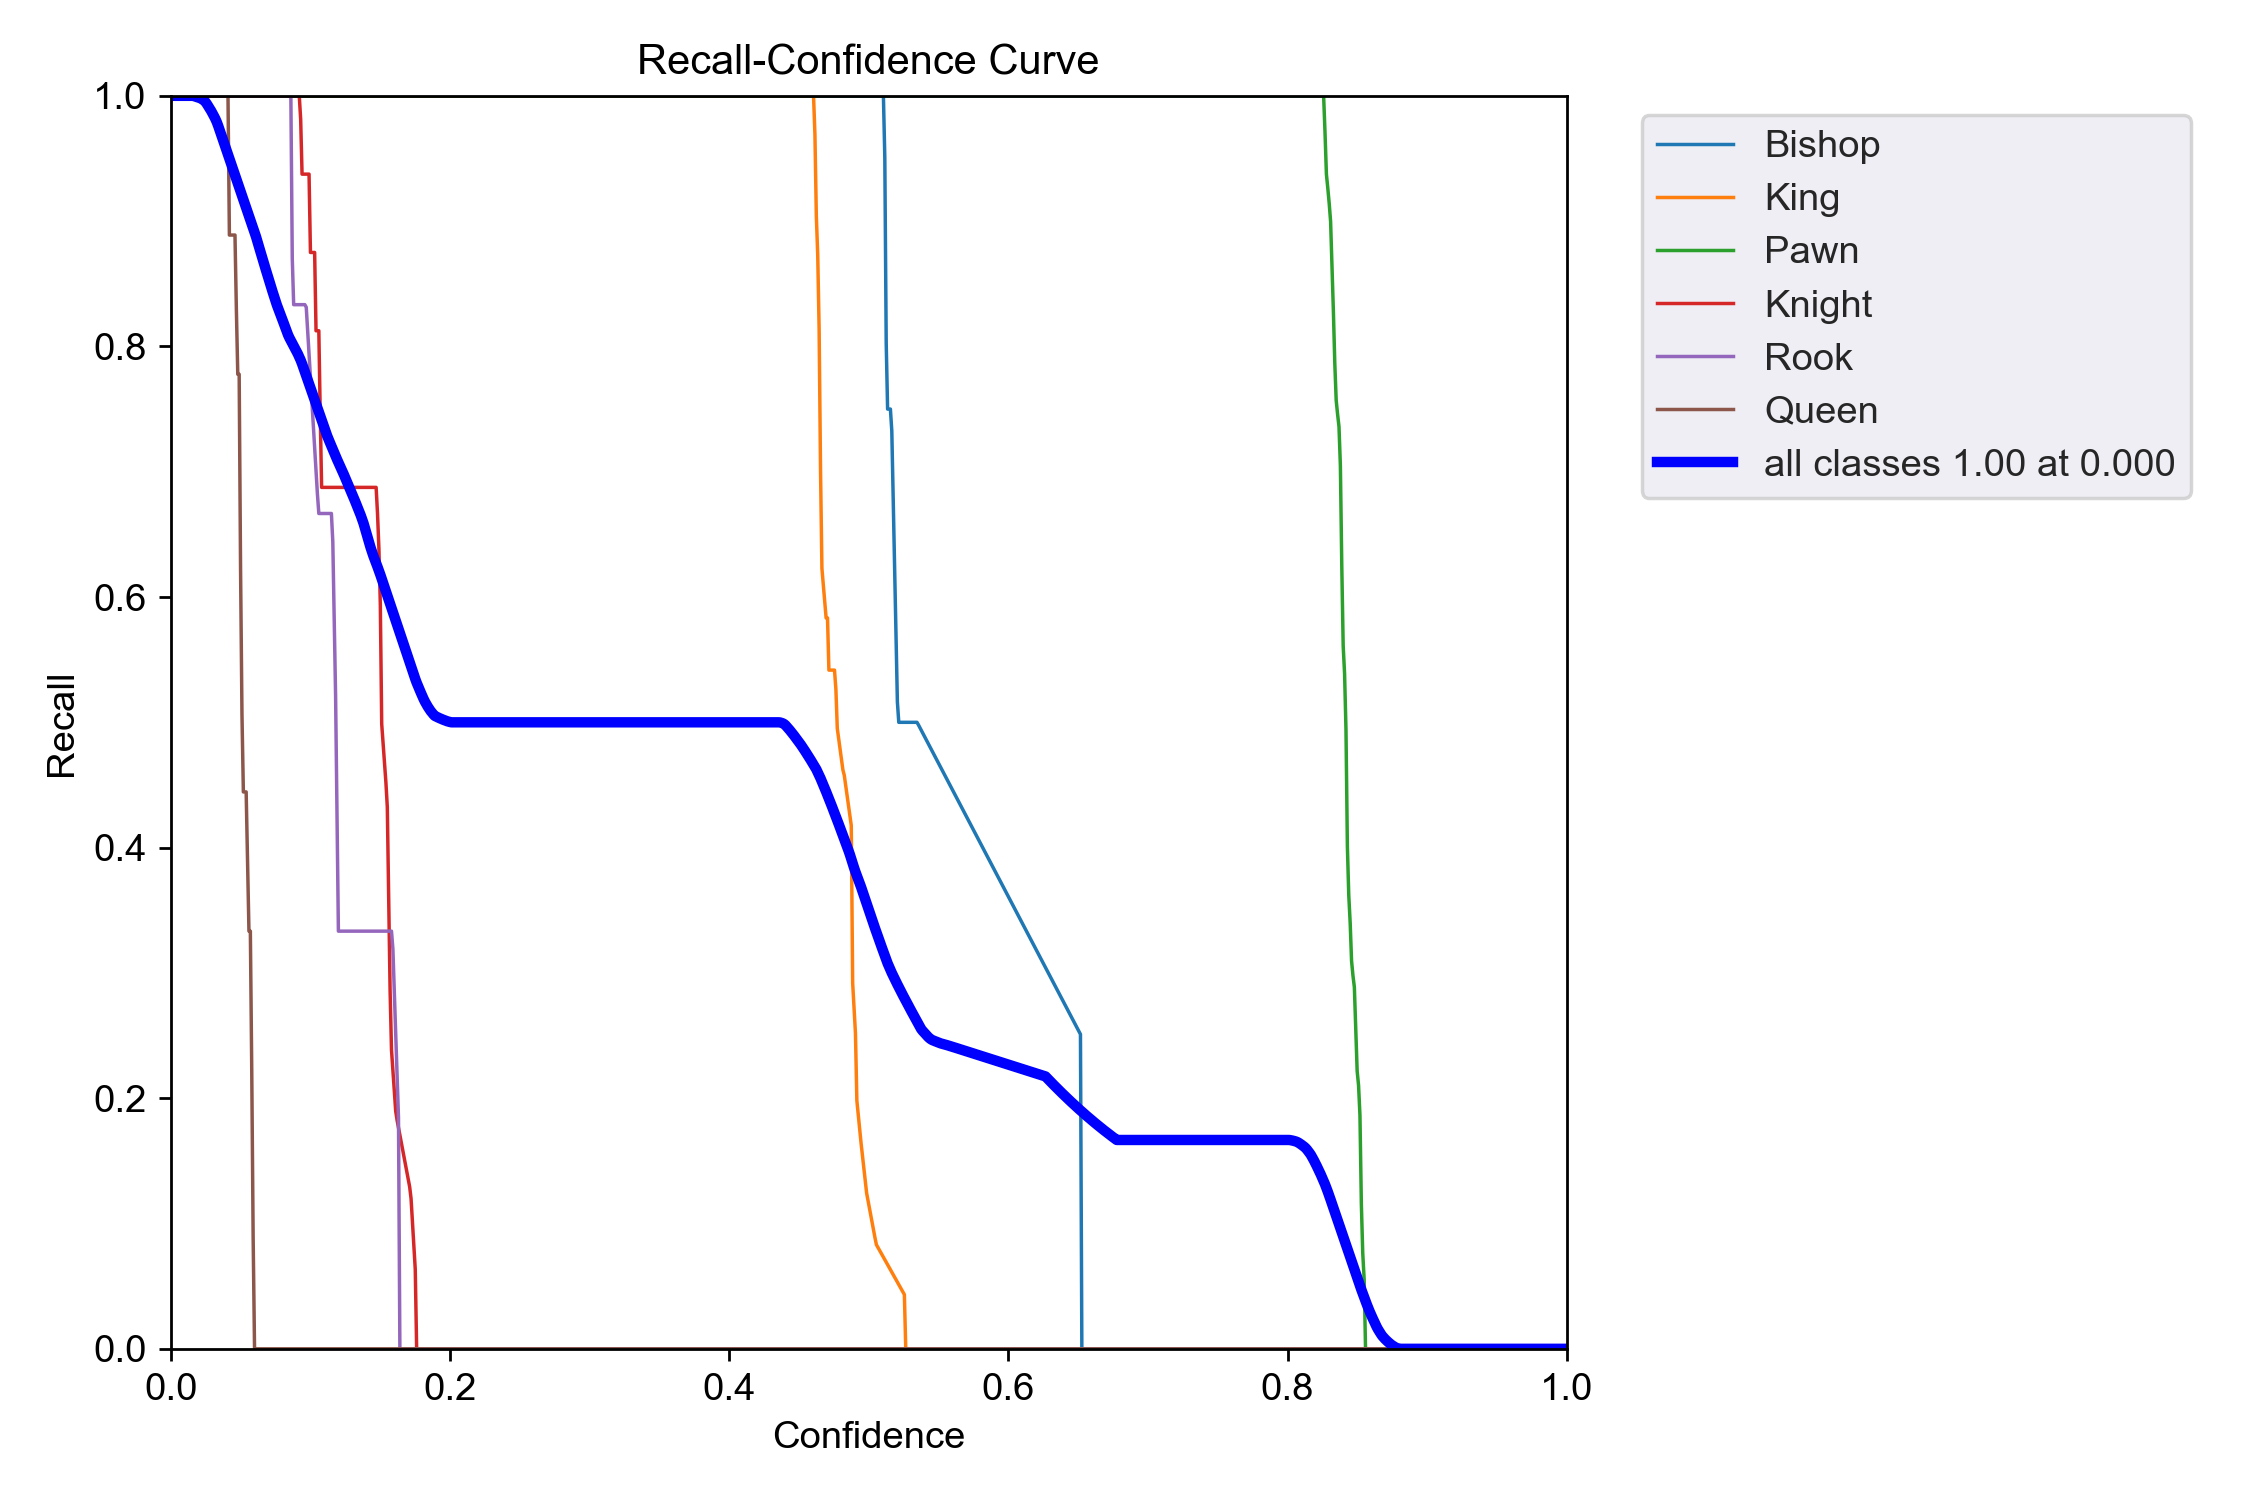 Recall-Confidence Curve
1.0
0.8
0.6
0.4
0.2
0.0
Recall
0.0 0.2 0.4 0.6 0.8 1.0
Confidence
Bishop
King
Pawn
Knight
Rook
Queen
all classes 1.00 at 0.000